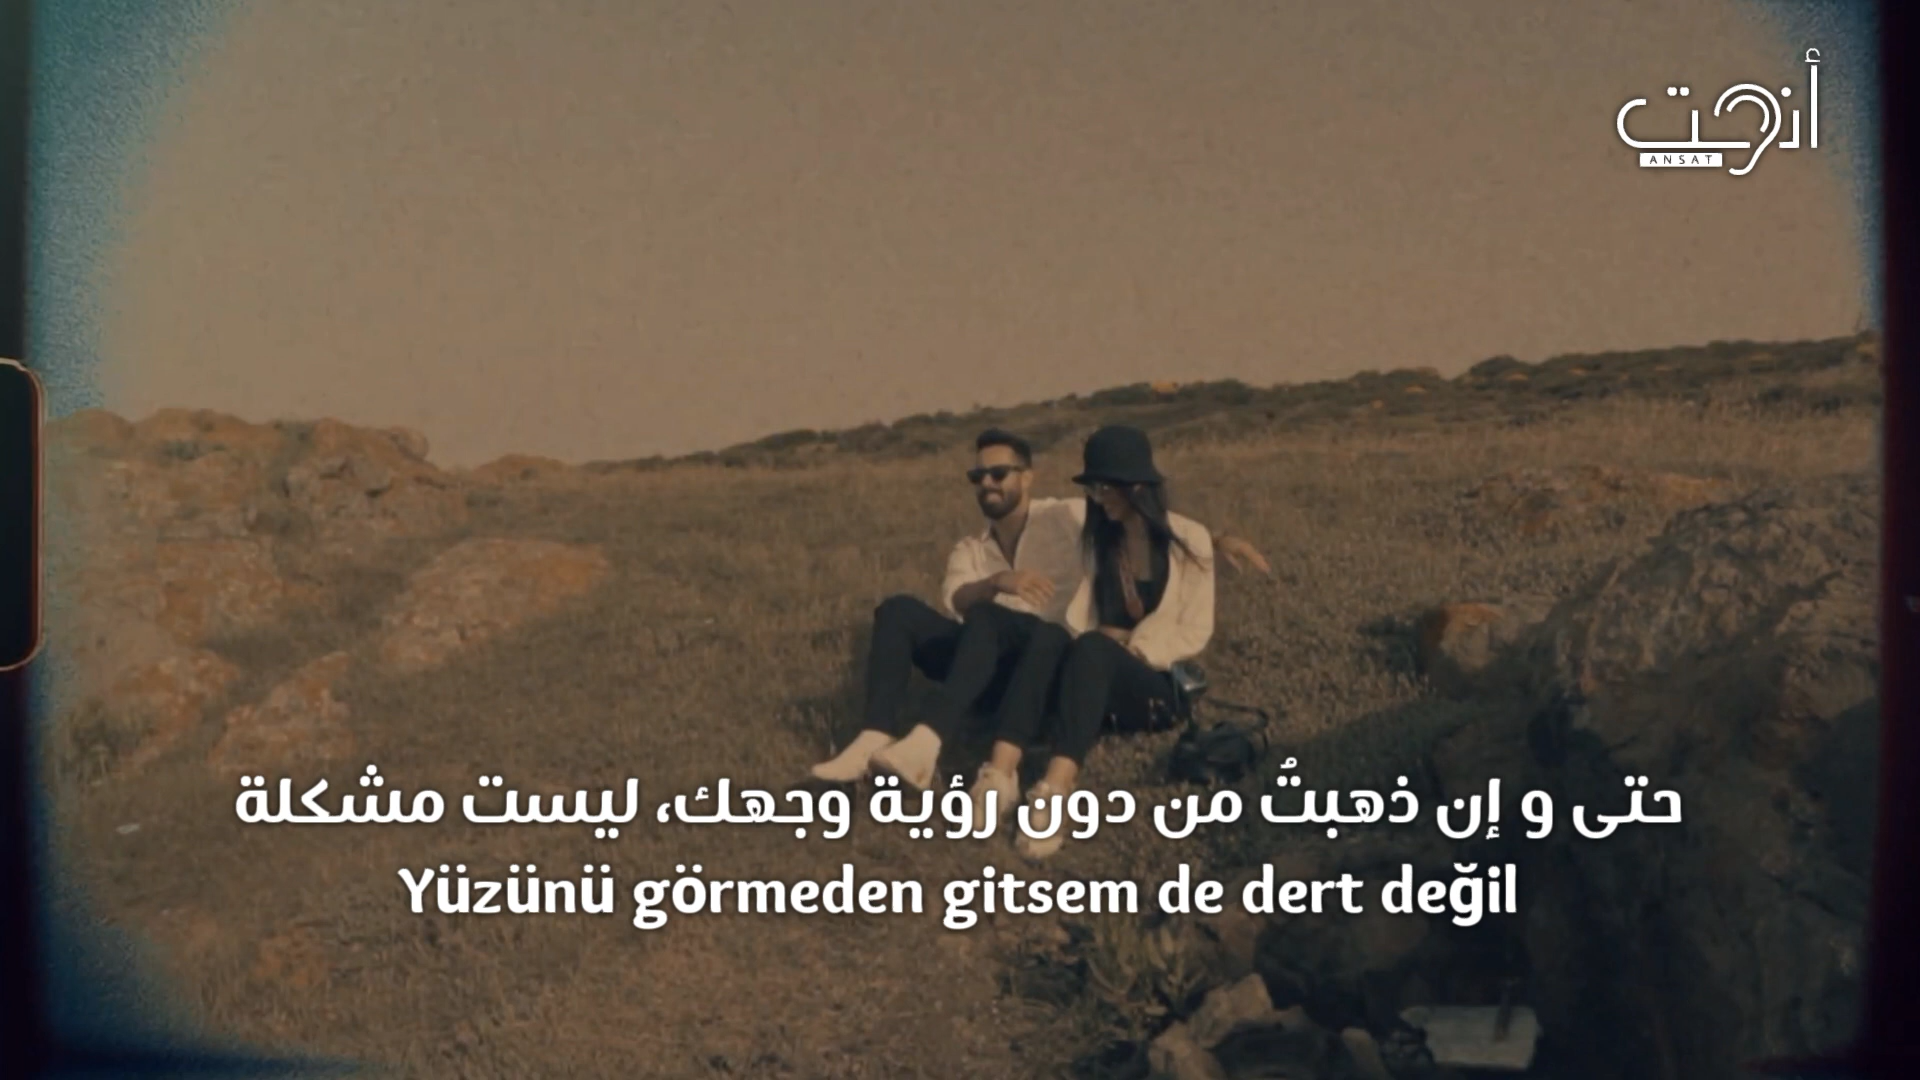 أنصت
ANSAT
حتى و إن ذهبتُ من دون رؤية وجهك، ليست مشكلة
Yüzünü görmeden gitsem de dert değil